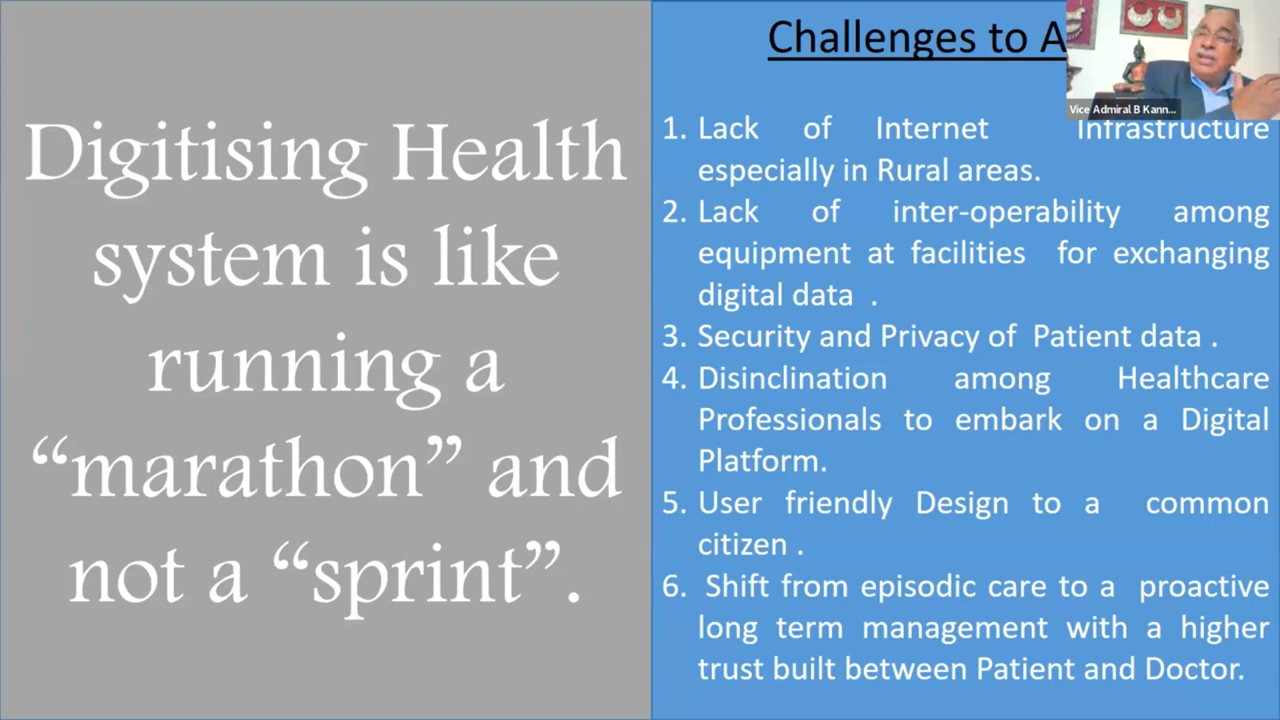 Digitising Health
system is like
running a
“marathon” and
not a “sprint”.
Challenges to A
Vice Admiral B Kann...
1. Lack of Internet Infrastructure
especially in Rural areas.
2. Lack of inter-operability among
equipment at facilities for exchanging
digital data .
3. Security and Privacy of Patient data .
4. Disinclination among Healthcare
Professionals to embark on a Digital
Platform.
5. User friendly Design to a common
citizen .
6. Shift from episodic care to a proactive
long term management with a higher
trust built between Patient and Doctor.